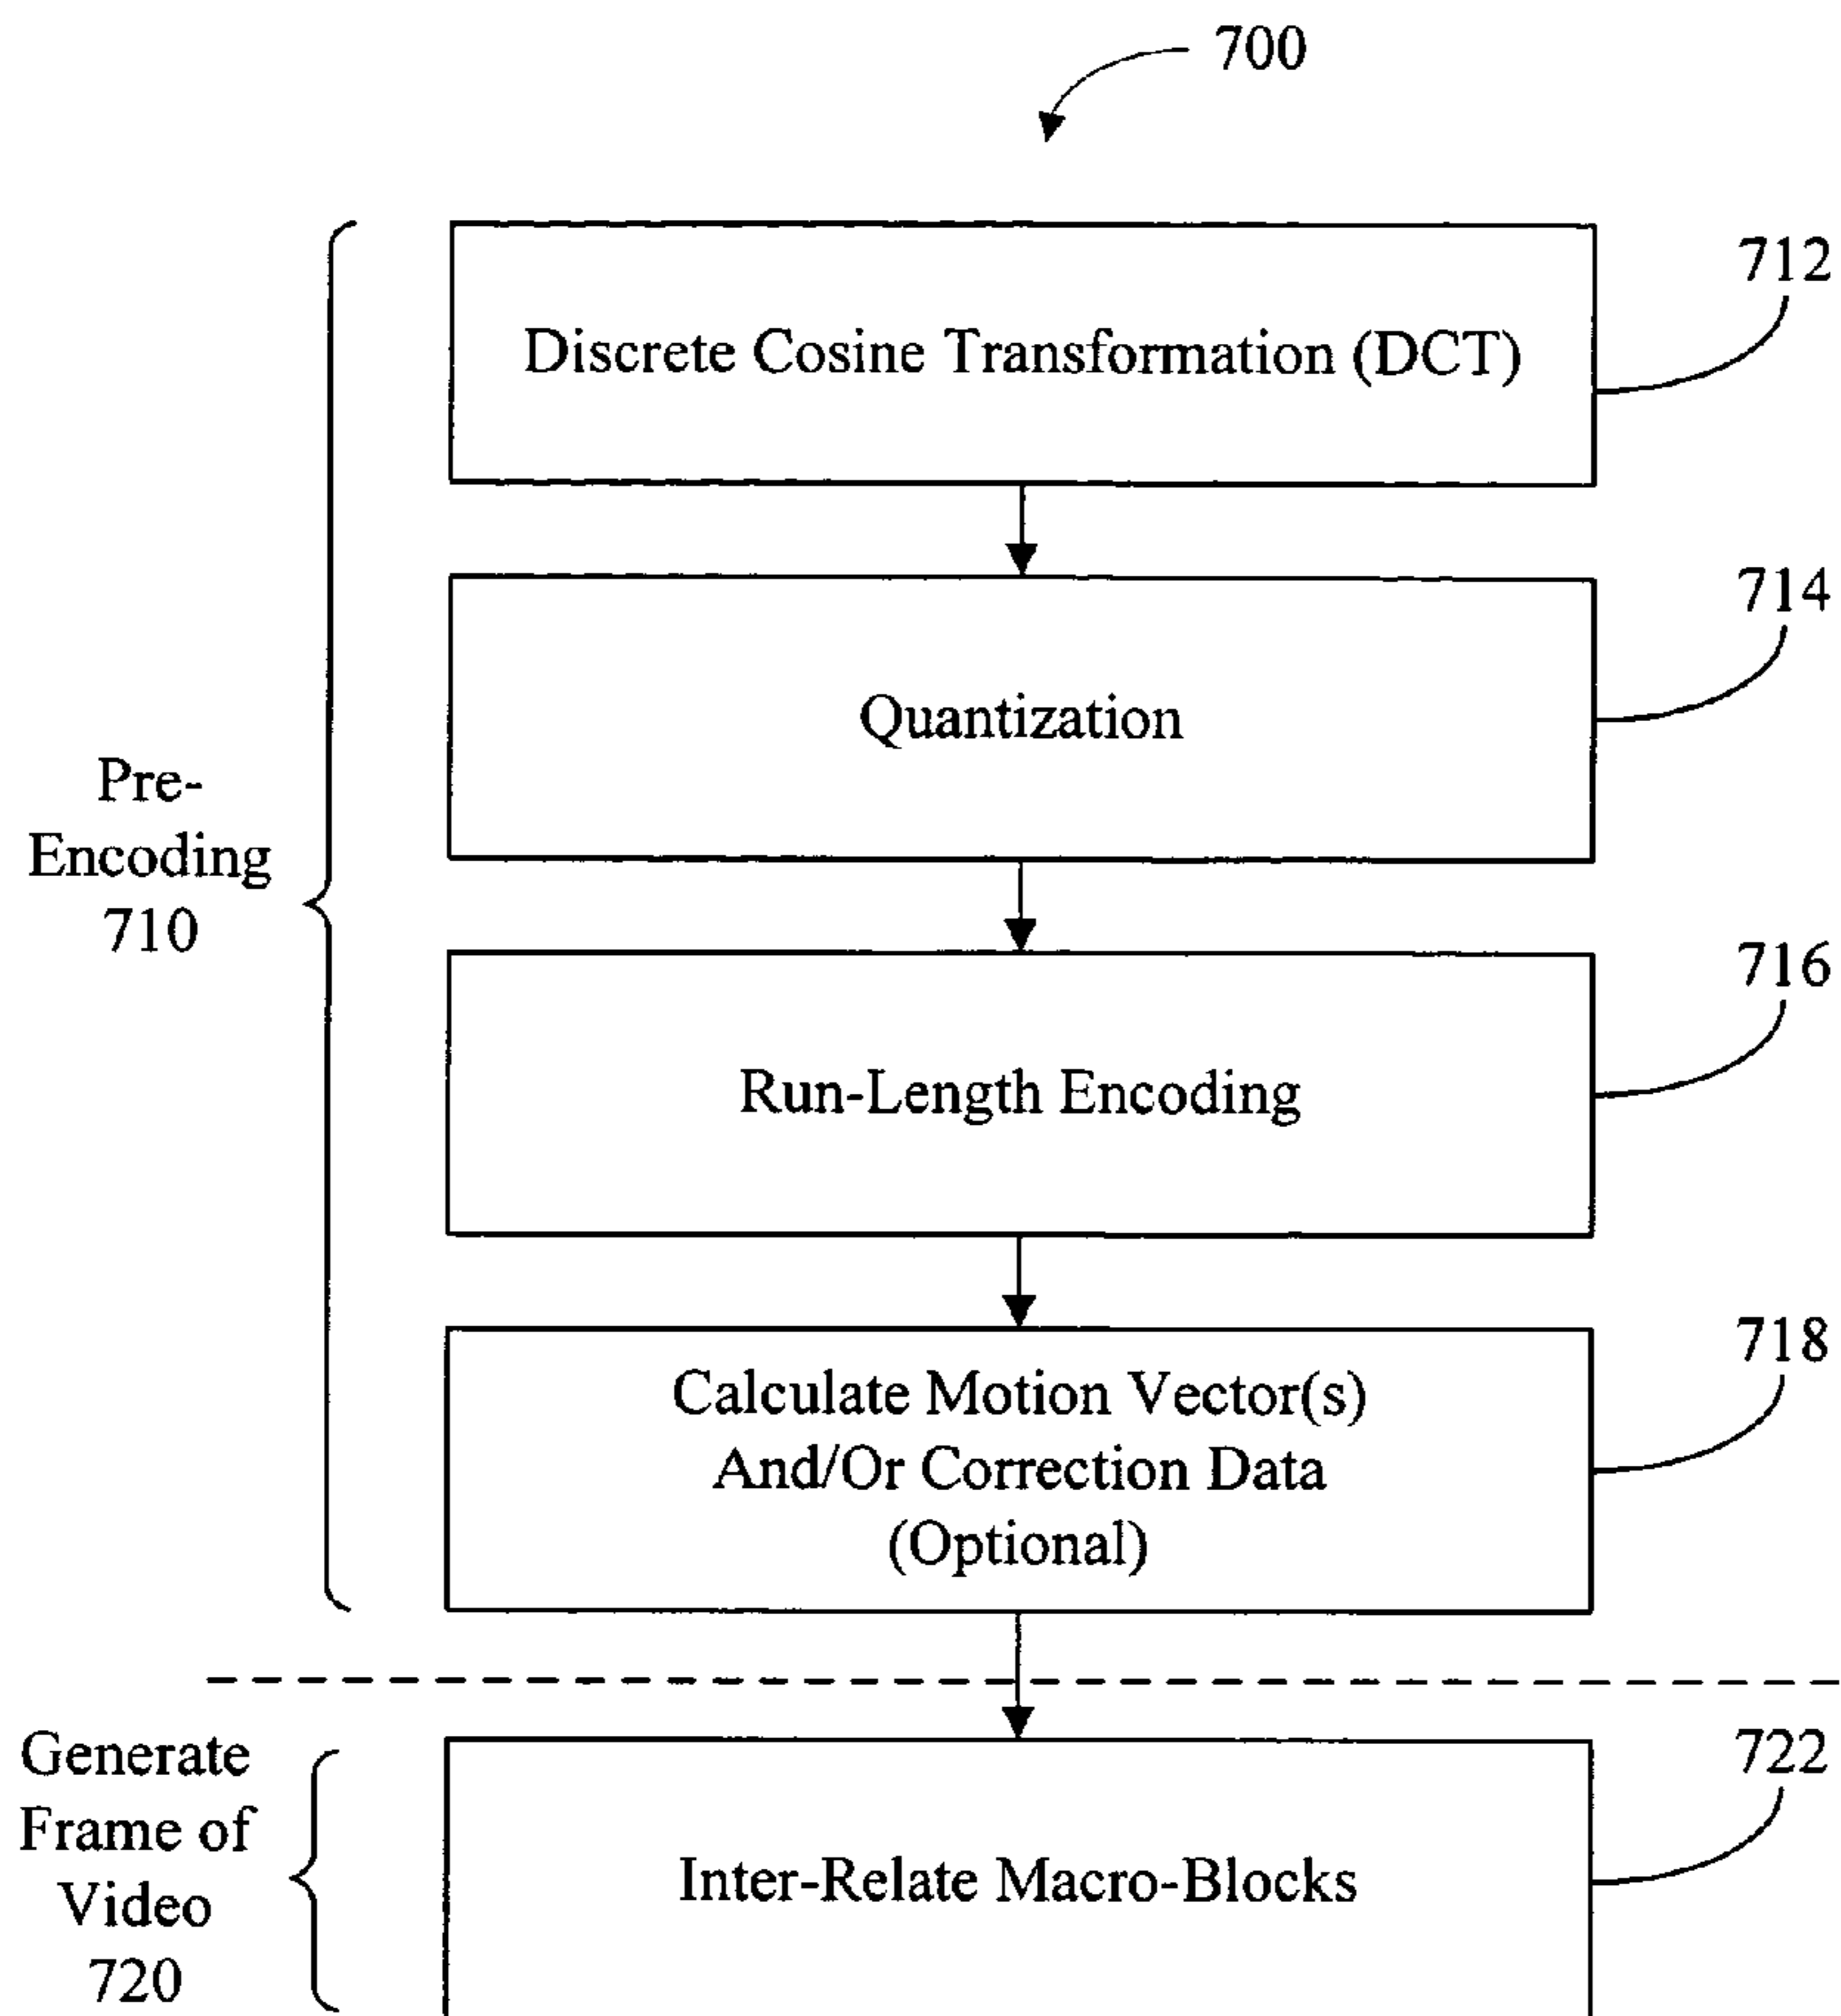 700
Discrete Cosine Transformation (DCT)
712
Quantization
714
Pre-
Encoding
710
Run-Length Encoding
716
Calculate Motion Vector(s)
And/Or Correction Data
(Optional)
718
Generate
Frame of
Video
720
Inter-Relate Macro-Blocks
722